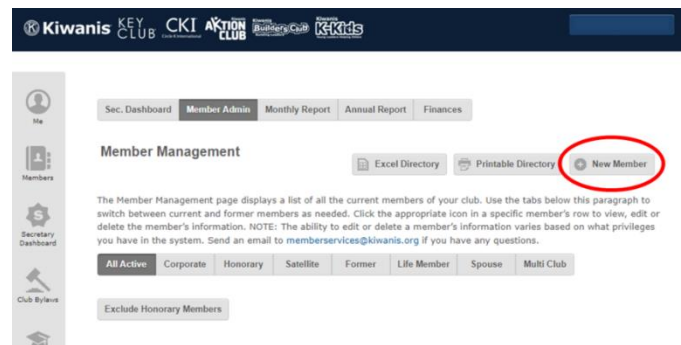 Kiwanis KEY CLUB CKI AKTION CLUB Builders Club K-Kids
Me
Members
Secretary
Dashboard
Club Bylaws
Sec. Dashboard Member Admin Monthly Report Annual Report Finances
Member Management
Excel Directory Printable Directory New Member
The Member Management page displays a list of all the current members of your club. Use the tabs below this paragraph to
switch between current and former members as needed. Click the appropriate icon in a specific member's row to view, edit or
delete the member's information. NOTE: The ability to edit or delete a member's information varies based on what privileges
you have in the system. Send an email to memberservices@kiwanis.org if you have any questions.
All Active Corporate Honorary Satellite Former Life Member Spouse Multi Club
Exclude Honorary Members